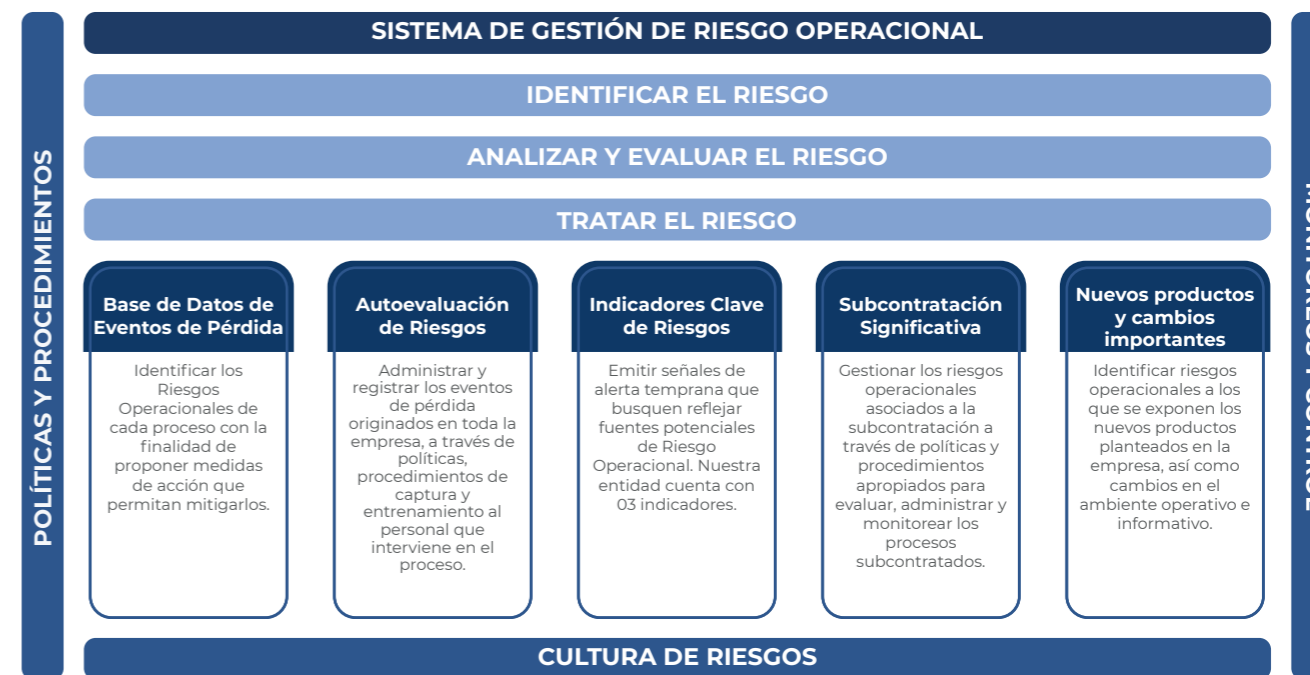 SISTEMA DE GESTIÓN DE RIESGO OPERACIONAL
IDENTIFICAR EL RIESGO
ANALIZAR Y EVALUAR EL RIESGO
TRATAR EL RIESGO
POLÍTICAS Y PROCEDIMIENTOS
Base de Datos de
Eventos de Pérdida
Identificar los
Riesgos
Operacionales de
cada proceso con la
finalidad de
proponer medidas
de acción que
permitan mitigarlos.
Autoevaluación
de Riesgos
Administrar y
registrar los eventos
de pérdida
originados en toda la
empresa, a través de
políticas,
procedimientos de
captura y
entrenamiento al
personal que
interviene en el
proceso.
Indicadores Clave
de Riesgos
Emitir señales de
alerta temprana que
busquen reflejar
fuentes potenciales
de Riesgo
Operacional. Nuestra
entidad cuenta con
03 indicadores.
Subcontratación
Significativa
Gestionar los riesgos
operacionales
asociados a la
subcontratación a
través de políticas y
procedimientos
apropiados para
evaluar, administrar y
monitorear los
procesos
subcontratados.
Nuevos productos
y cambios
importantes
Identificar riesgos
operacionales a los
que se exponen los
nuevos productos
planteados en la
empresa, así como
cambios en el
ambiente operativo e
informativo.
CULTURA DE RIESGOS